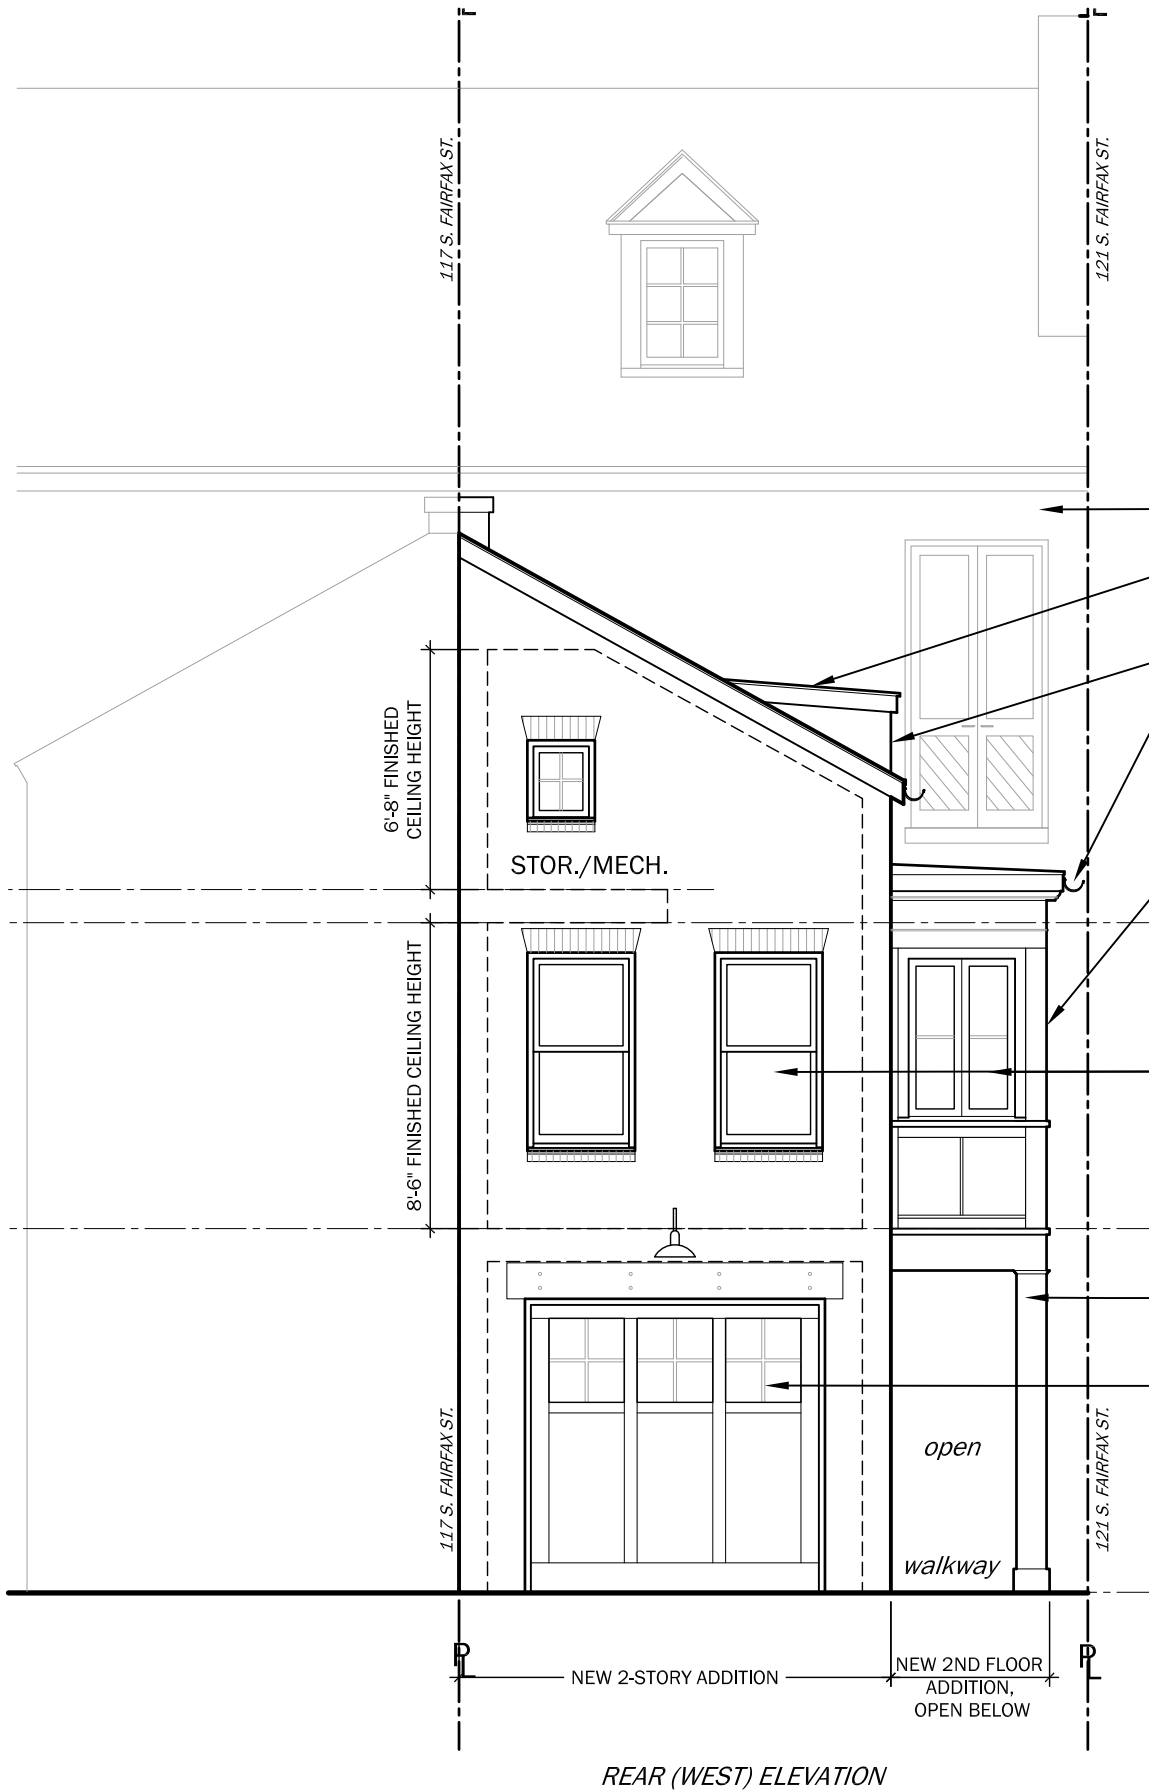 117 S. FAIRFAX ST.
121 S. FAIRFAX ST.
6'-8" FINISHED
CEILING HEIGHT
STOR./MECH.
8'-6" FINISHED CEILING HEIGHT
117 S. FAIRFAX ST.
open
walkway
121 S. FAIRFAX ST.
PL
NEW 2-STORY ADDITION
NEW 2ND FLOOR
ADDITION,
OPEN BELOW
PL
REAR (WEST) ELEVATION